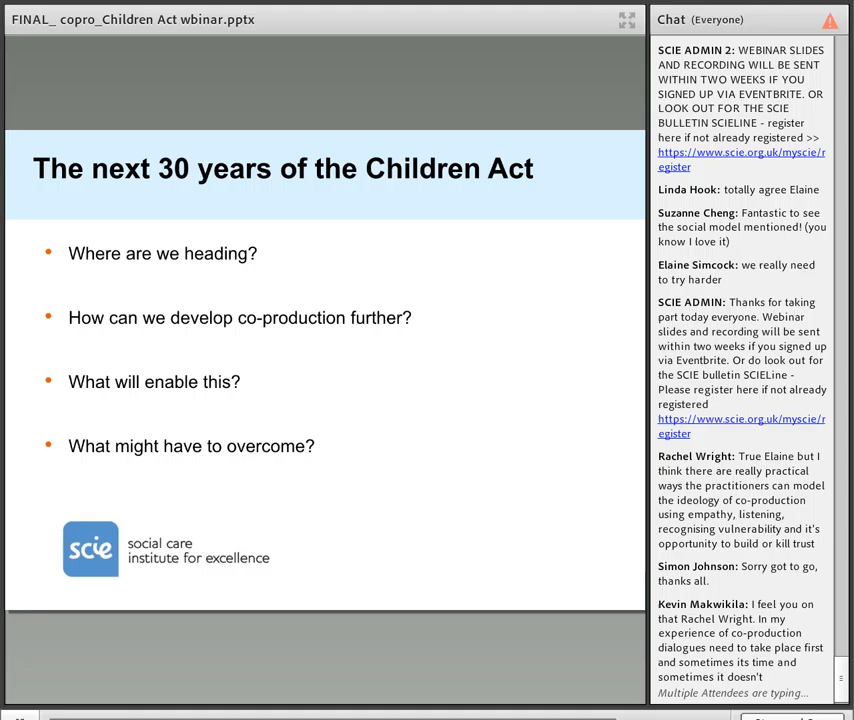 FINAL_ copro_Children Act wbinar.pptx
The next 30 years of the Children Act
• Where are we heading?
• How can we develop co-production further?
• What will enable this?
• What might have to overcome?
scie
social care
institute for excellence
Chat (Everyone)
SCIE ADMIN 2: WEBINAR SLIDES
AND RECORDING WILL BE SENT
WITHIN TWO WEEKS IF YOU
SIGNED UP VIA EVENTBRITE. OR
LOOK OUT FOR THE SCIE
BULLETIN SCIELINE - register
here if not already registered >>
https://www.scie.org.uk/myscie/r
egister
Linda Hook: totally agree Elaine
Suzanne Cheng: Fantastic to see
the social model mentioned! (you
know I love it)
Elaine Simcock: we really need
to try harder
SCIE ADMIN: Thanks for taking
part today everyone. Webinar
slides and recording will be sent
within two weeks if you signed up
via Eventbrite. Or do look out for
the SCIE bulletin SCIELine -
Please register here if not already
registered
https://www.scie.org.uk/myscie/r
egister
Rachel Wright: True Elaine but I
think there are really practical
ways the practitioners can model
the ideology of co-production
using empathy, listening,
recognising vulnerability and it's
opportunity to build or kill trust
Simon Johnson: Sorry got to go,
thanks all.
Kevin Makwikila: I feel you on
that Rachel Wright. In my
experience of co-production
dialogues need to take place first
and sometimes its time and
sometimes it doesn't
Multiple Attendees are typing...